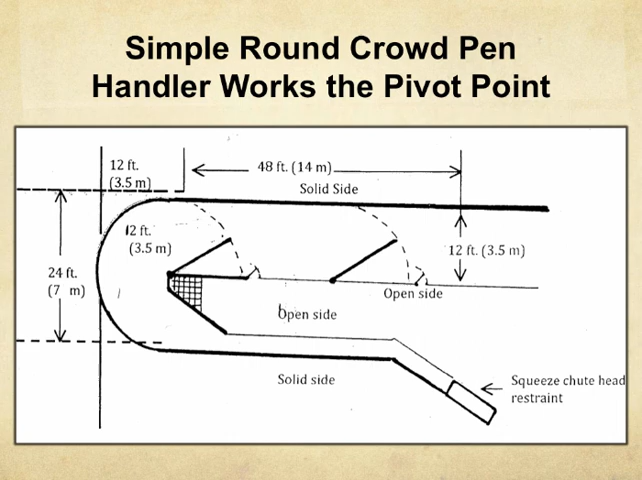 Simple Round Crowd Pen
Handler Works the Pivot Point
12 ft.
(3.5 m)
48 ft. (14 m)
Solid Side
12 ft.
(3.5 m)
12 ft. (3.5 m)
24 ft.
(7 m)
Open side
Open side
Solid side
Squeeze chute head
restraint